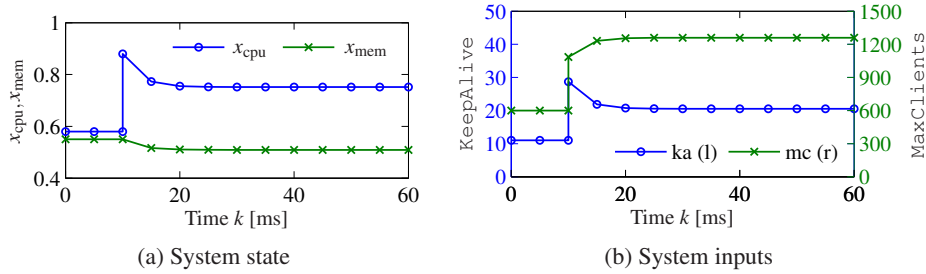 1
0.8
0.6
0.4
x_cpu, x_mem
x_cpu
x_mem
0 20 40 60
Time k [ms]
(a) System state
50
40
30
20
10
0
KeepAlive
1500
1200
900
600
300
0
MaxClients
ka (l)
mc (r)
0 20 40 60
Time k [ms]
(b) System inputs